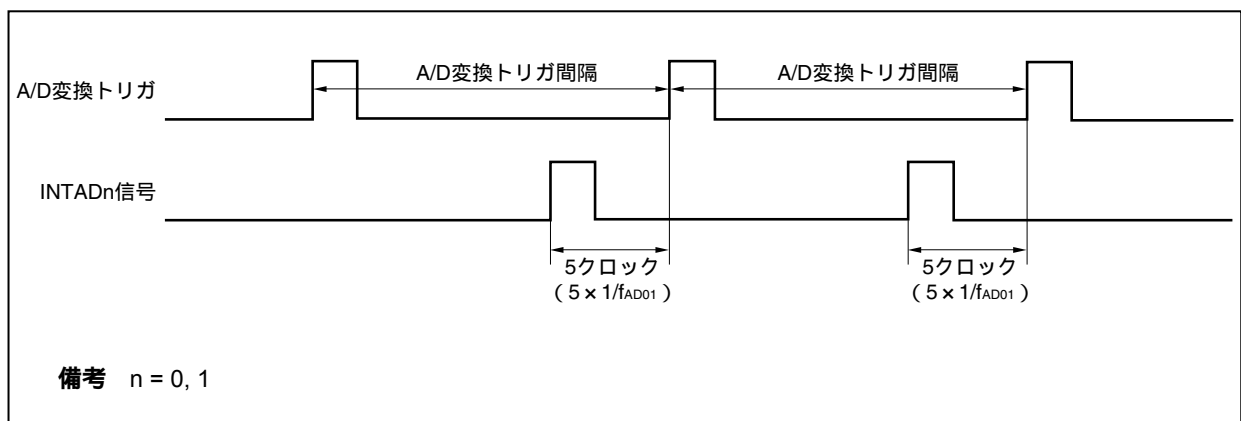 A/D変換トリガ
A/D変換トリガ間隔
A/D変換トリガ間隔
INTADn信号
5クロック
（5×1/fAD01）
5クロック
（5×1/fAD01）
備考 n = 0, 1